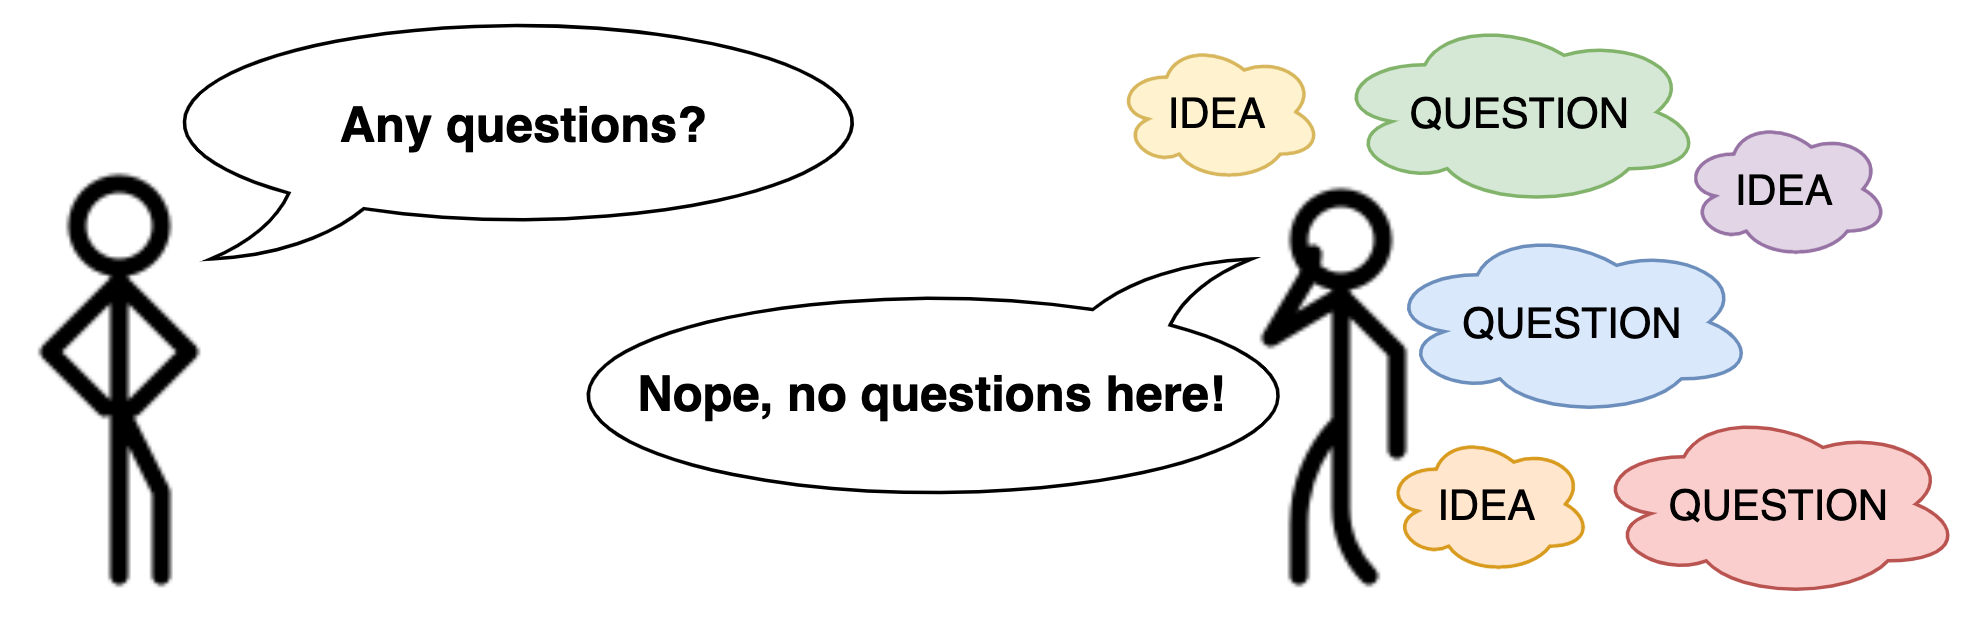 Any questions?
Nope, no questions here!
IDEA
QUESTION
IDEA
QUESTION
IDEA
QUESTION